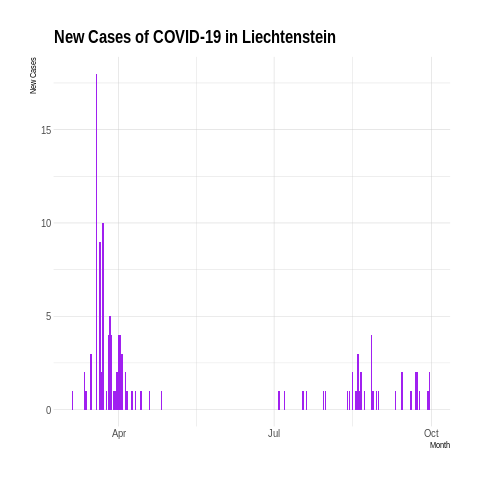 New Cases of COVID-19 in Liechtenstein
New Cases
15
10
5
0
Apr
Jul
Oct
Month